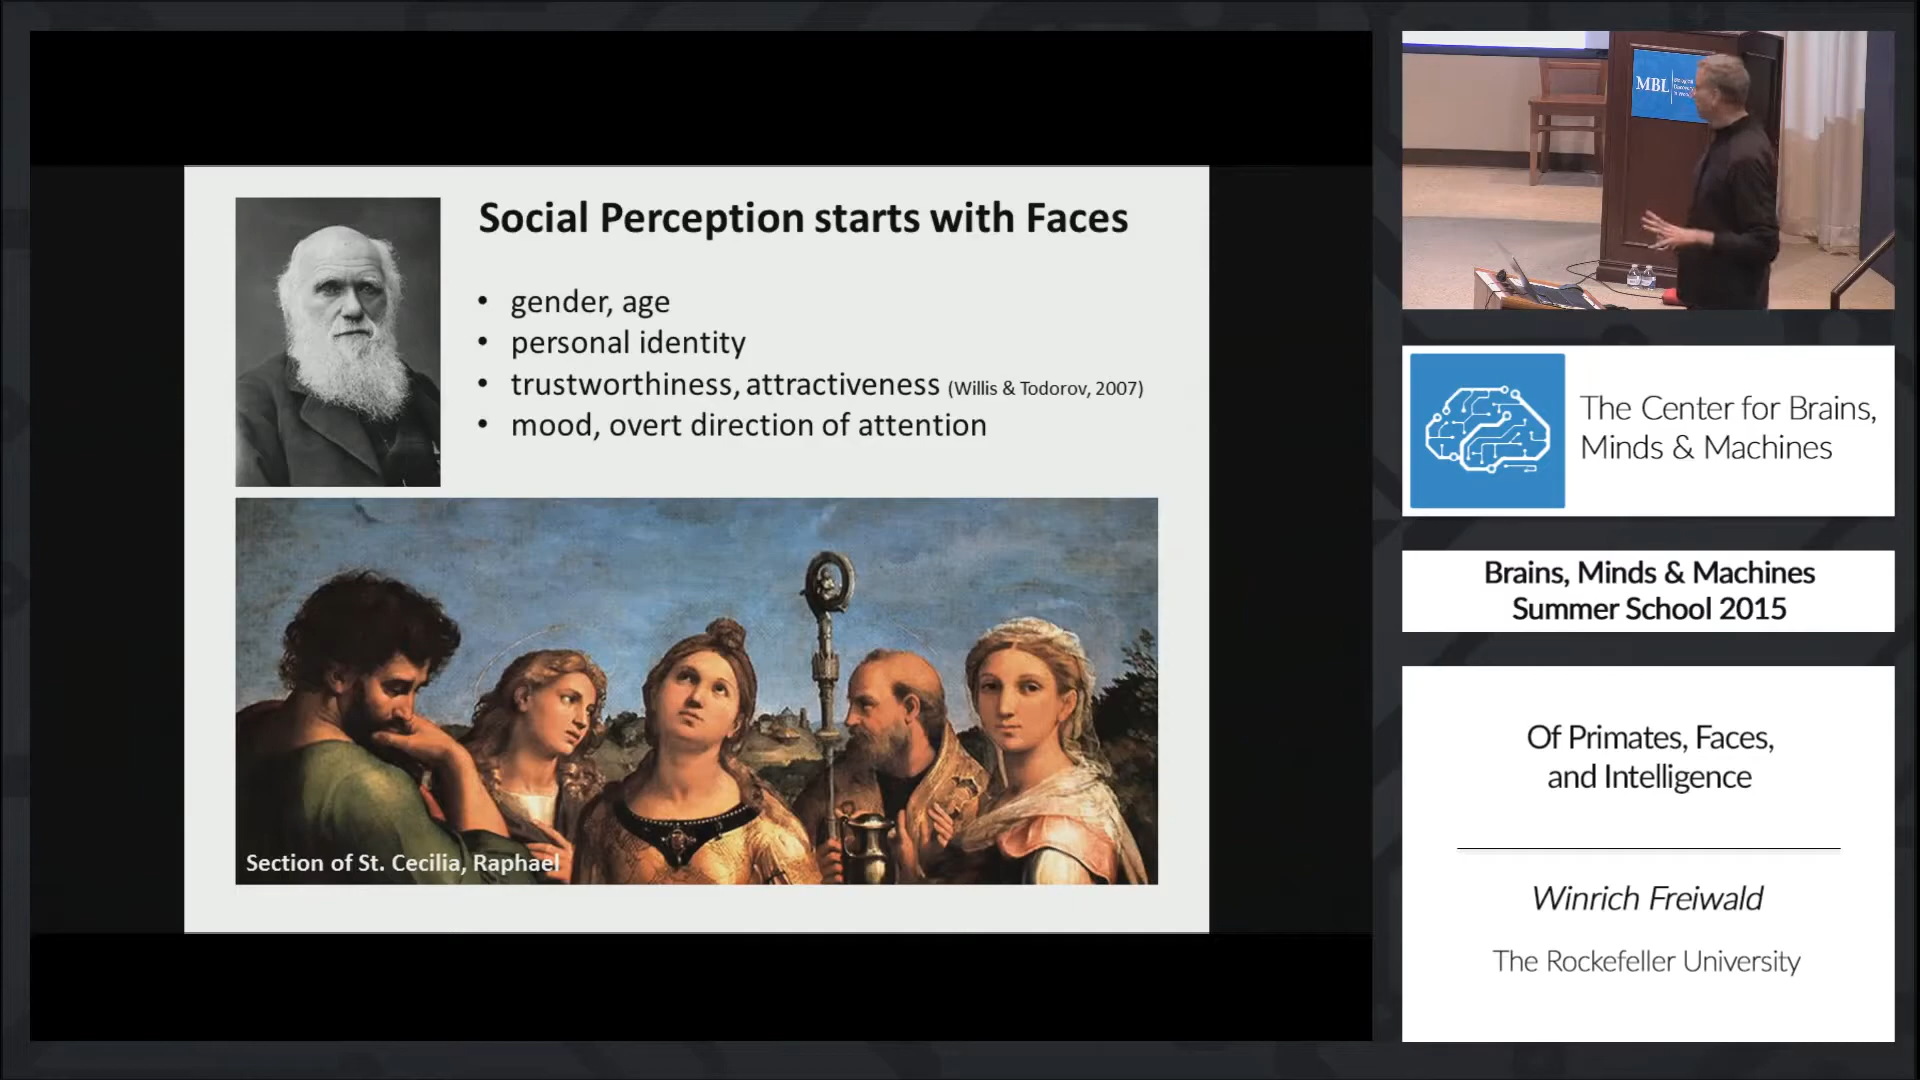 Social Perception starts with Faces
• gender, age
• personal identity
• trustworthiness, attractiveness (Willis & Todorov, 2007)
• mood, overt direction of attention
Section of St. Cecilia, Raphael
MBL
The Center for Brains,
Minds & Machines
Brains, Minds & Machines
Summer School 2015
Of Primates, Faces,
and Intelligence
Winrich Freiwald
The Rockefeller University